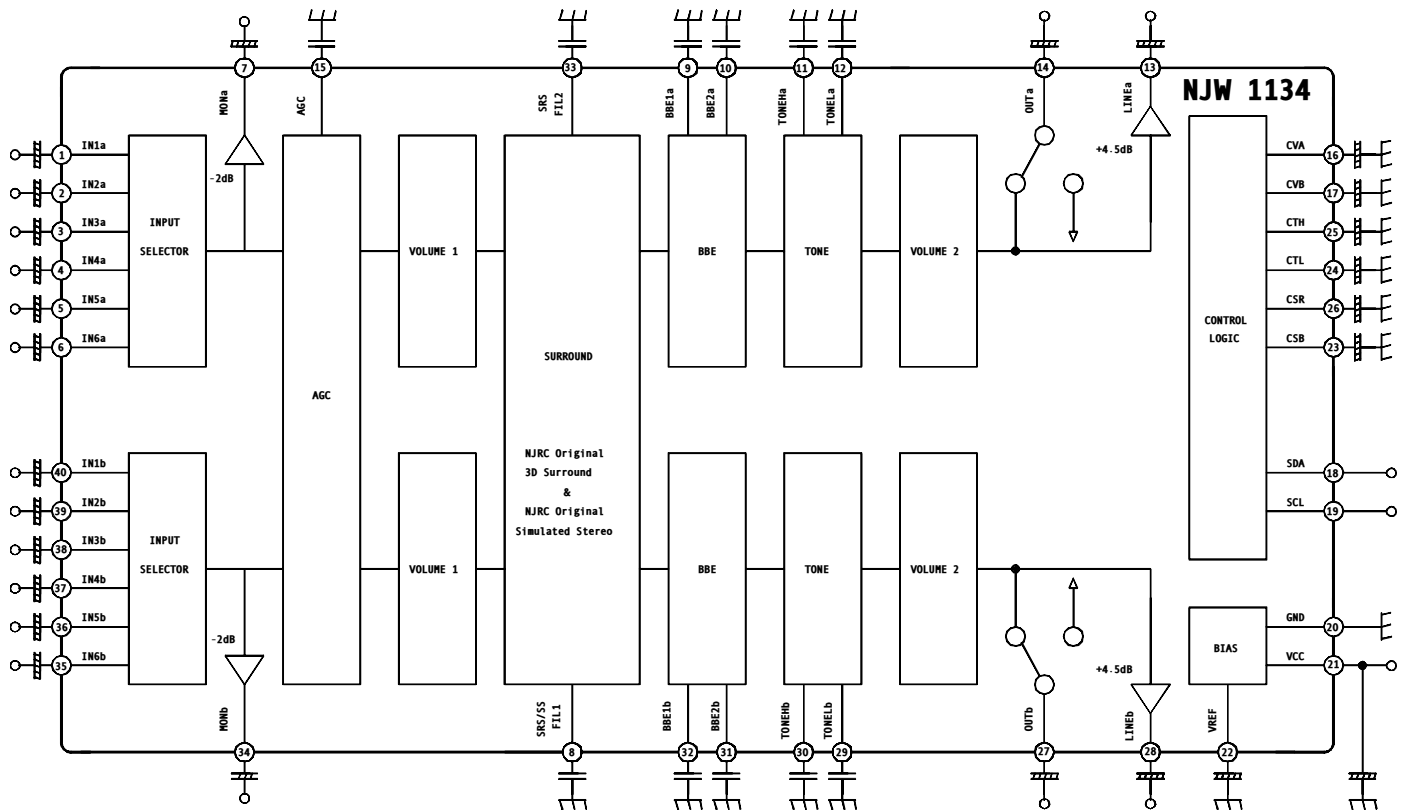 7
15
33
9
10
11
12
14
13
NJW 1134
MONa
AGC
SRS
FIL2
BBE1a
BBE2a
TONEHa
TONELa
OUTa
LINEa
-2dB
+4.5dB
1
IN1a
2
IN2a
3
IN3a
4
IN4a
5
IN5a
6
IN6a
INPUT
SELECTOR
AGC
VOLUME 1
SURROUND
NJRC Original
3D Surround
&
NJRC Original
Simulated Stereo
BBE
TONE
VOLUME 2
CONTROL
LOGIC
CVA
16
CVB
17
CTH
25
CTL
24
CSR
26
CSB
23
SDA
18
SCL
19
40
IN1b
39
IN2b
38
IN3b
37
IN4b
36
IN5b
35
IN6b
INPUT
SELECTOR
VOLUME 1
BBE
TONE
VOLUME 2
BIAS
GND
20
VCC
21
-2dB
+4.5dB
MONb
SRS/SS
FIL1
BBE1b
BBE2b
TONEHb
TONELb
OUTb
LINEb
VREF
34
8
32
31
30
29
27
28
22